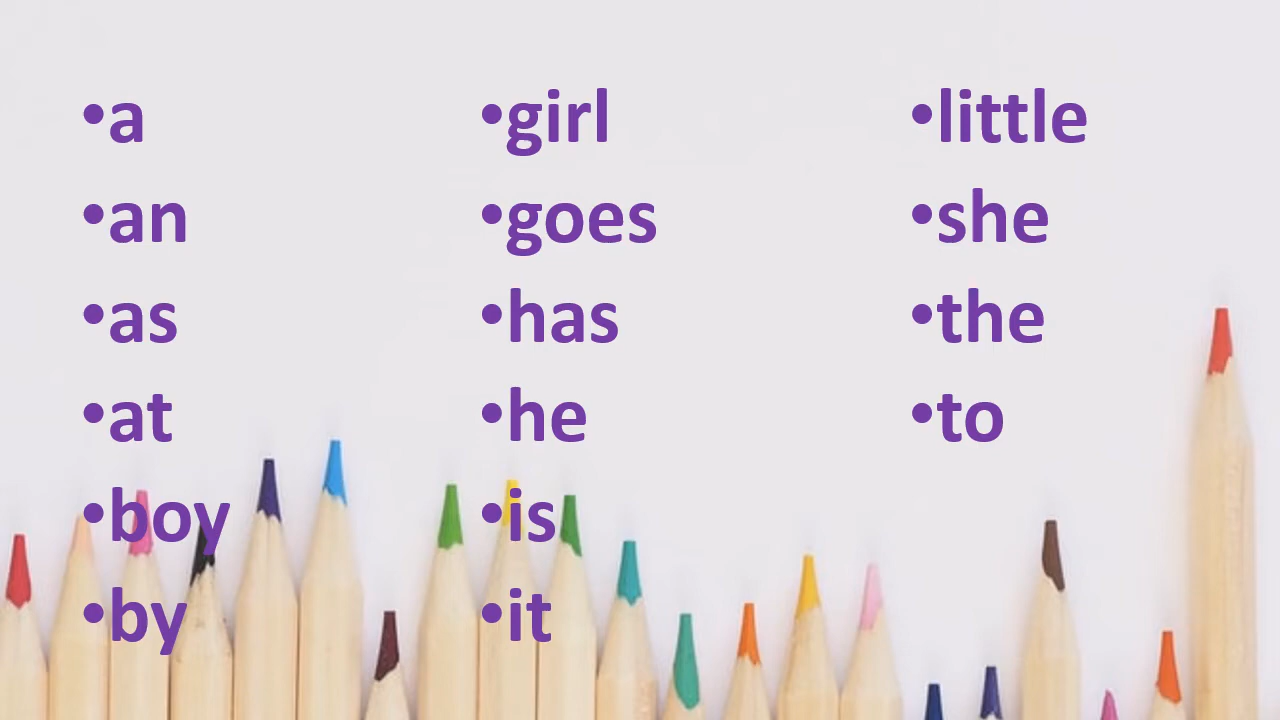 •a
•an
•as
•at
•boy
•by
•girl
•goes
•has
•he
•is
•it
•little
•she
•the
•to